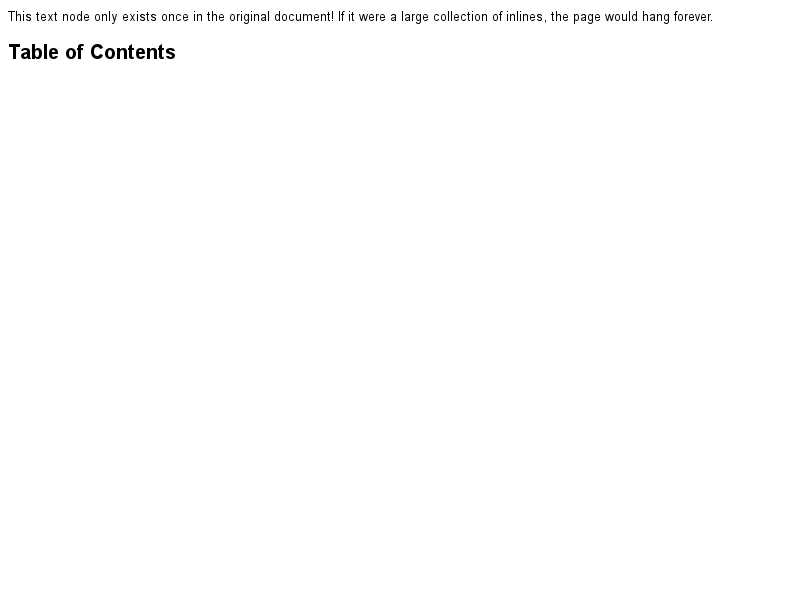 This text node only exists once in the original document! If it were a large collection of inlines, the page would hang forever.
Table of Contents